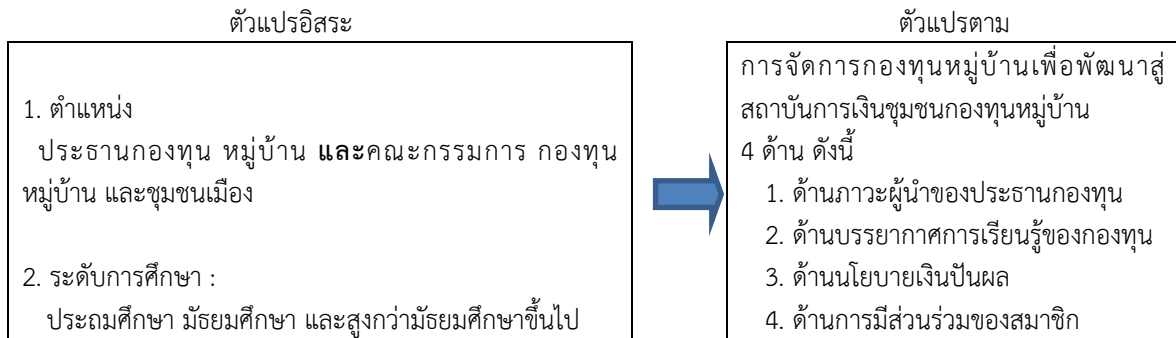 ตัวแปรอิสระ
1. ตำแหน่ง
ประธานกองทุน หมู่บ้าน และคณะกรรมการ กองทุน
หมู่บ้าน และชุมชนเมือง
2. ระดับการศึกษา :
ประถมศึกษา มัธยมศึกษา และสูงกว่ามัธยมศึกษาขึ้นไป
ตัวแปรตาม
การจัดการกองทุนหมู่บ้านเพื่อพัฒนาสู่
สถาบันการเงินชุมชนกองทุนหมู่บ้าน
4 ด้าน ดังนี้
1. ด้านภาวะผู้นำของประธานกองทุน
2. ด้านบรรยากาศการเรียนรู้ของกองทุน
3. ด้านนโยบายเงินปันผล
4. ด้านการมีส่วนร่วมของสมาชิก